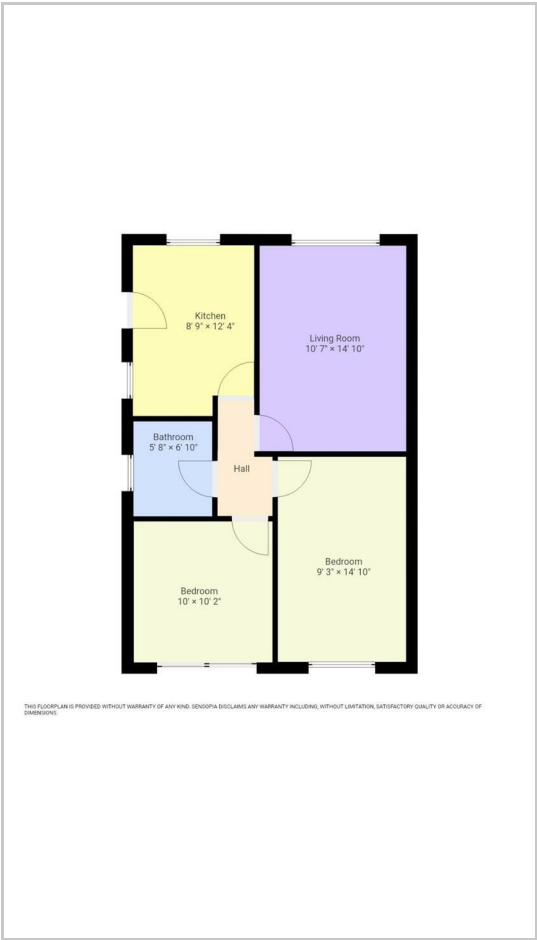 Kitchen
8' 9" × 12' 4"
Living Room
10' 7" × 14' 10"
Bathroom
5' 8" × 6' 10"
Hall
Bedroom
9' 3" × 14' 10"
Bedroom
10' × 10' 2"
THIS FLOORPLAN IS PROVIDED WITHOUT WARRANTY OF ANY KIND. SENSOPIA DISCLAIMS ANY WARRANTY INCLUDING, WITHOUT LIMITATION, SATISFACTORY QUALITY OR ACCURACY OF
DIMENSIONS.